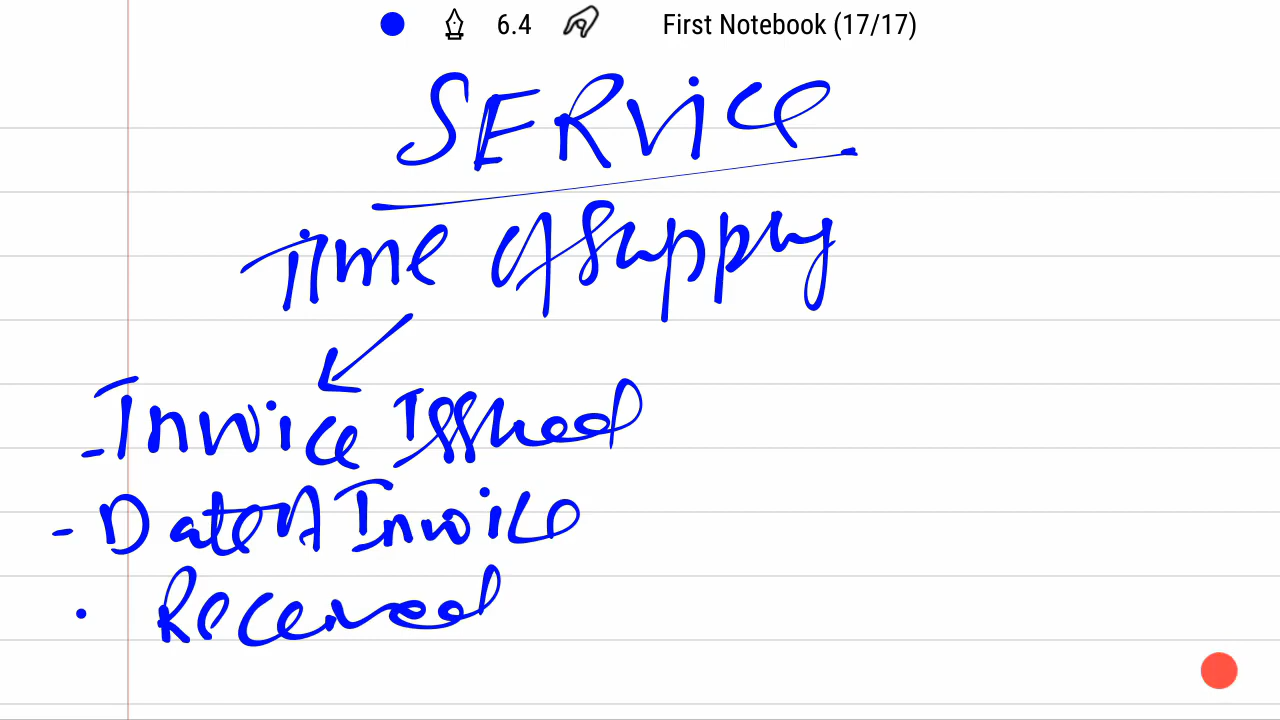 6.4 First Notebook (17/17)
SERVICE
Time of Supply
- Invoice Issued
- Date of Invoice
. Received